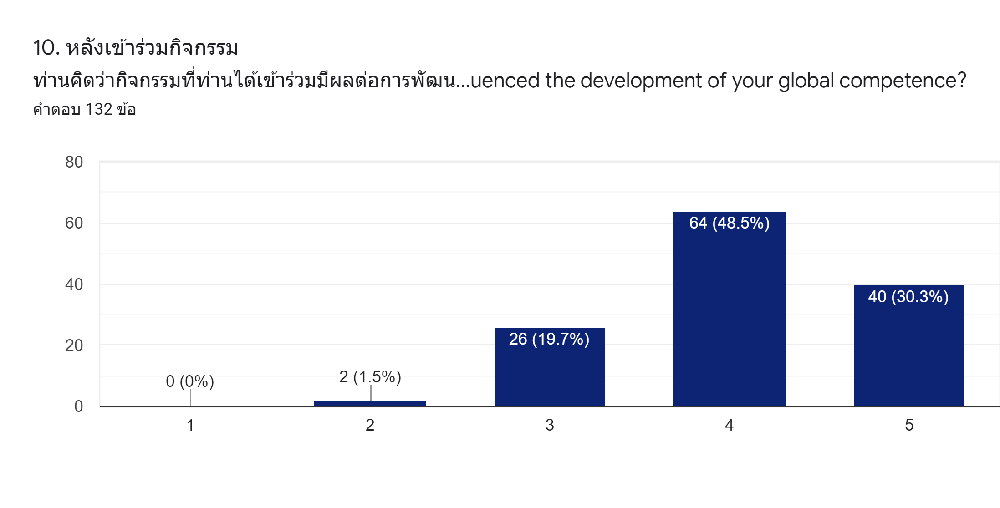 10. หลังเข้าร่วมกิจกรรม
ท่านคิดว่ากิจกรรมที่ท่านได้เข้าร่วมมีผลต่อการพัฒน...uenced the development of your global competence?
คำตอบ 132 ข้อ
80
60
40
20
0
0 (0%)
2 (1.5%)
26 (19.7%)
64 (48.5%)
40 (30.3%)
1 2 3 4 5